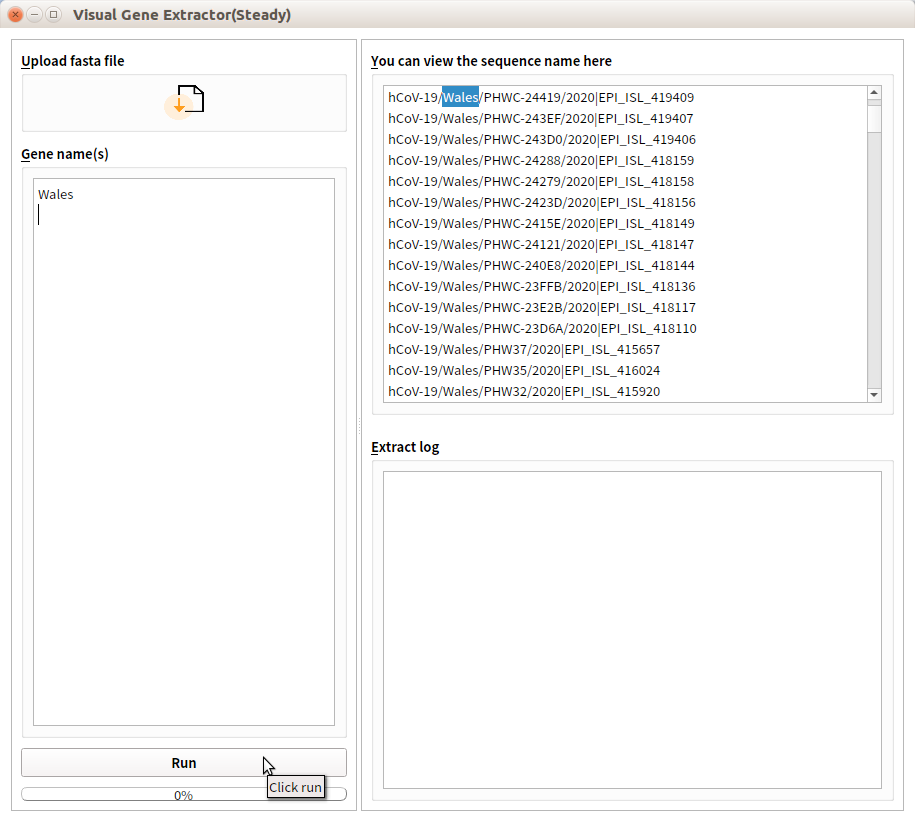 Visual Gene Extractor(Steady)
Upload fasta file
Gene name(s)
Wales
Run
Click run
0%
You can view the sequence name here
hCoV-19/Wales/PHWC-24419/2020|EPI_ISL_419409
hCoV-19/Wales/PHWC-243EF/2020|EPI_ISL_419407
hCoV-19/Wales/PHWC-243D0/2020|EPI_ISL_419406
hCoV-19/Wales/PHWC-24288/2020|EPI_ISL_418159
hCoV-19/Wales/PHWC-24279/2020|EPI_ISL_418158
hCoV-19/Wales/PHWC-2423D/2020|EPI_ISL_418156
hCoV-19/Wales/PHWC-2415E/2020|EPI_ISL_418149
hCoV-19/Wales/PHWC-24121/2020|EPI_ISL_418147
hCoV-19/Wales/PHWC-240E8/2020|EPI_ISL_418144
hCoV-19/Wales/PHWC-23FFB/2020|EPI_ISL_418136
hCoV-19/Wales/PHWC-23E2B/2020|EPI_ISL_418117
hCoV-19/Wales/PHWC-23D6A/2020|EPI_ISL_418110
hCoV-19/Wales/PHW37/2020|EPI_ISL_415657
hCoV-19/Wales/PHW35/2020|EPI_ISL_416024
hCoV-19/Wales/PHW32/2020|EPI_ISL_415920
Extract log